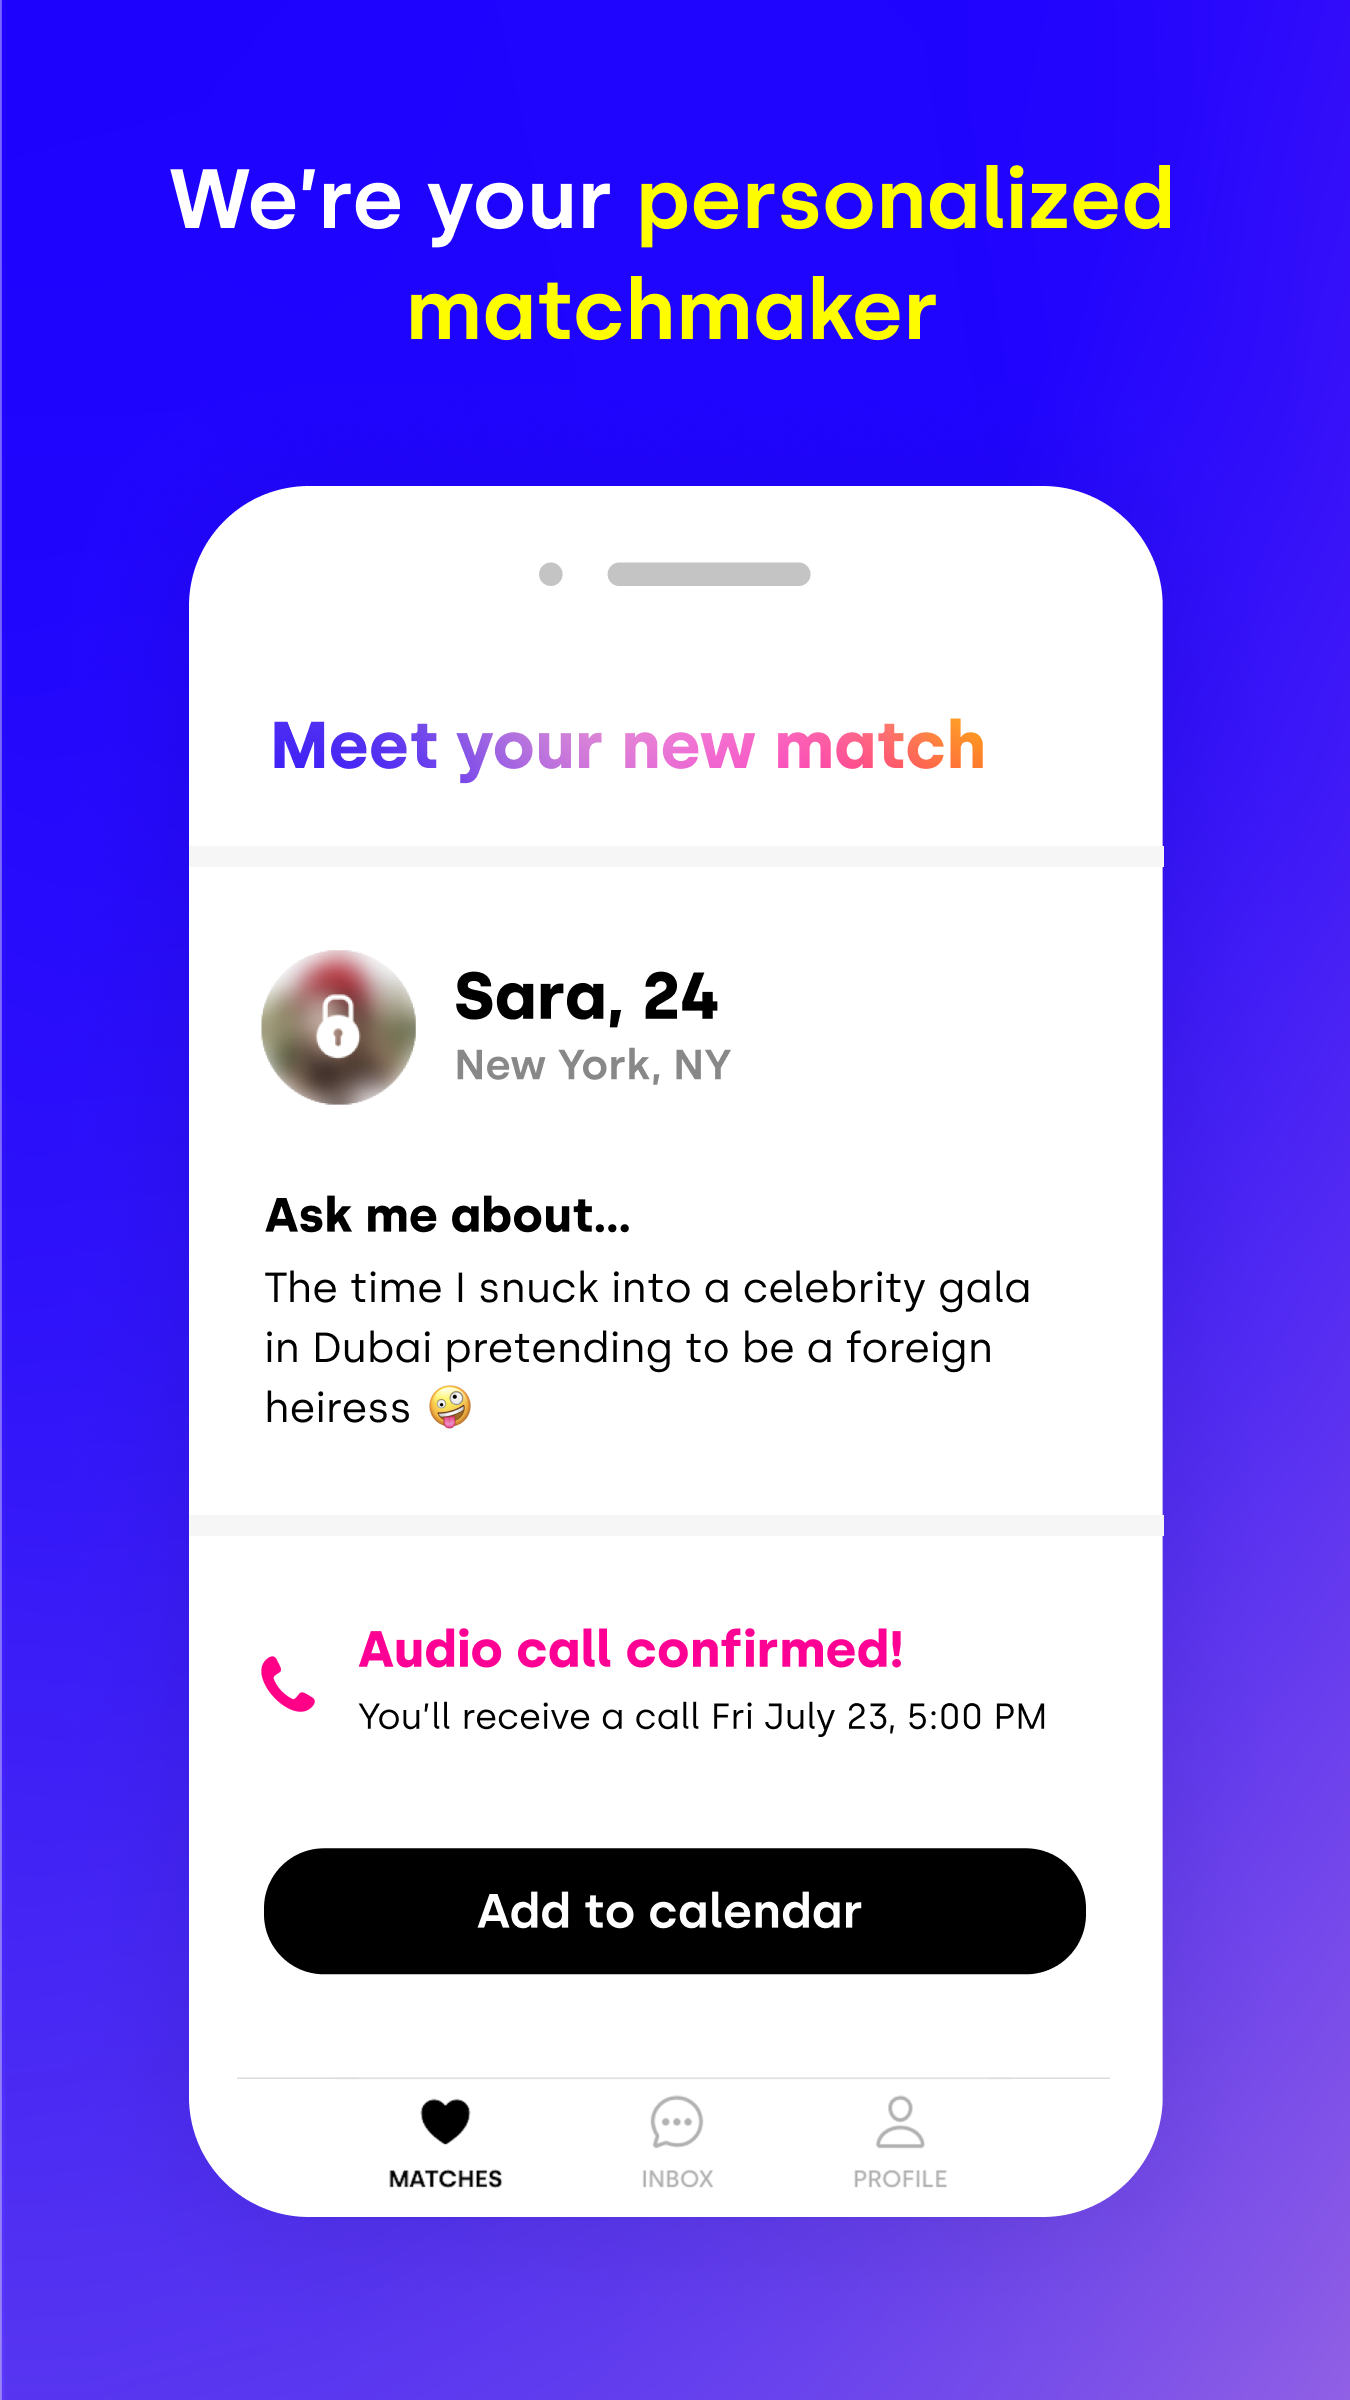 We're your personalized
matchmaker
Meet your new match
Sara, 24
New York, NY
Ask me about...
The time I snuck into a celebrity gala
in Dubai pretending to be a foreign
heiress 🤪
Audio call confirmed!
You'll receive a call Fri July 23, 5:00 PM
Add to calendar
MATCHES
INBOX
PROFILE